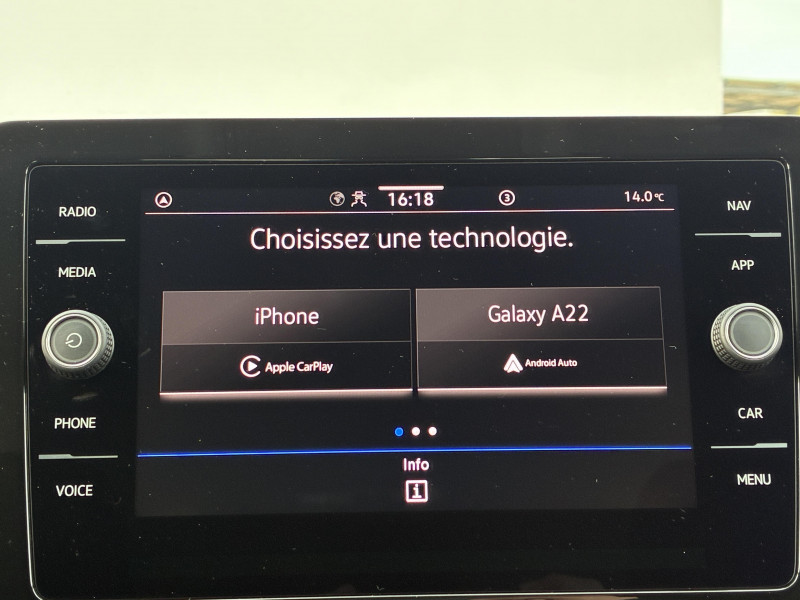 RADIO
MEDIA
PHONE
VOICE
16:18
3
14.0°C
Choisissez une technologie.
iPhone
Apple CarPlay
Galaxy A22
Android Auto
Info
i
NAV
APP
CAR
MENU